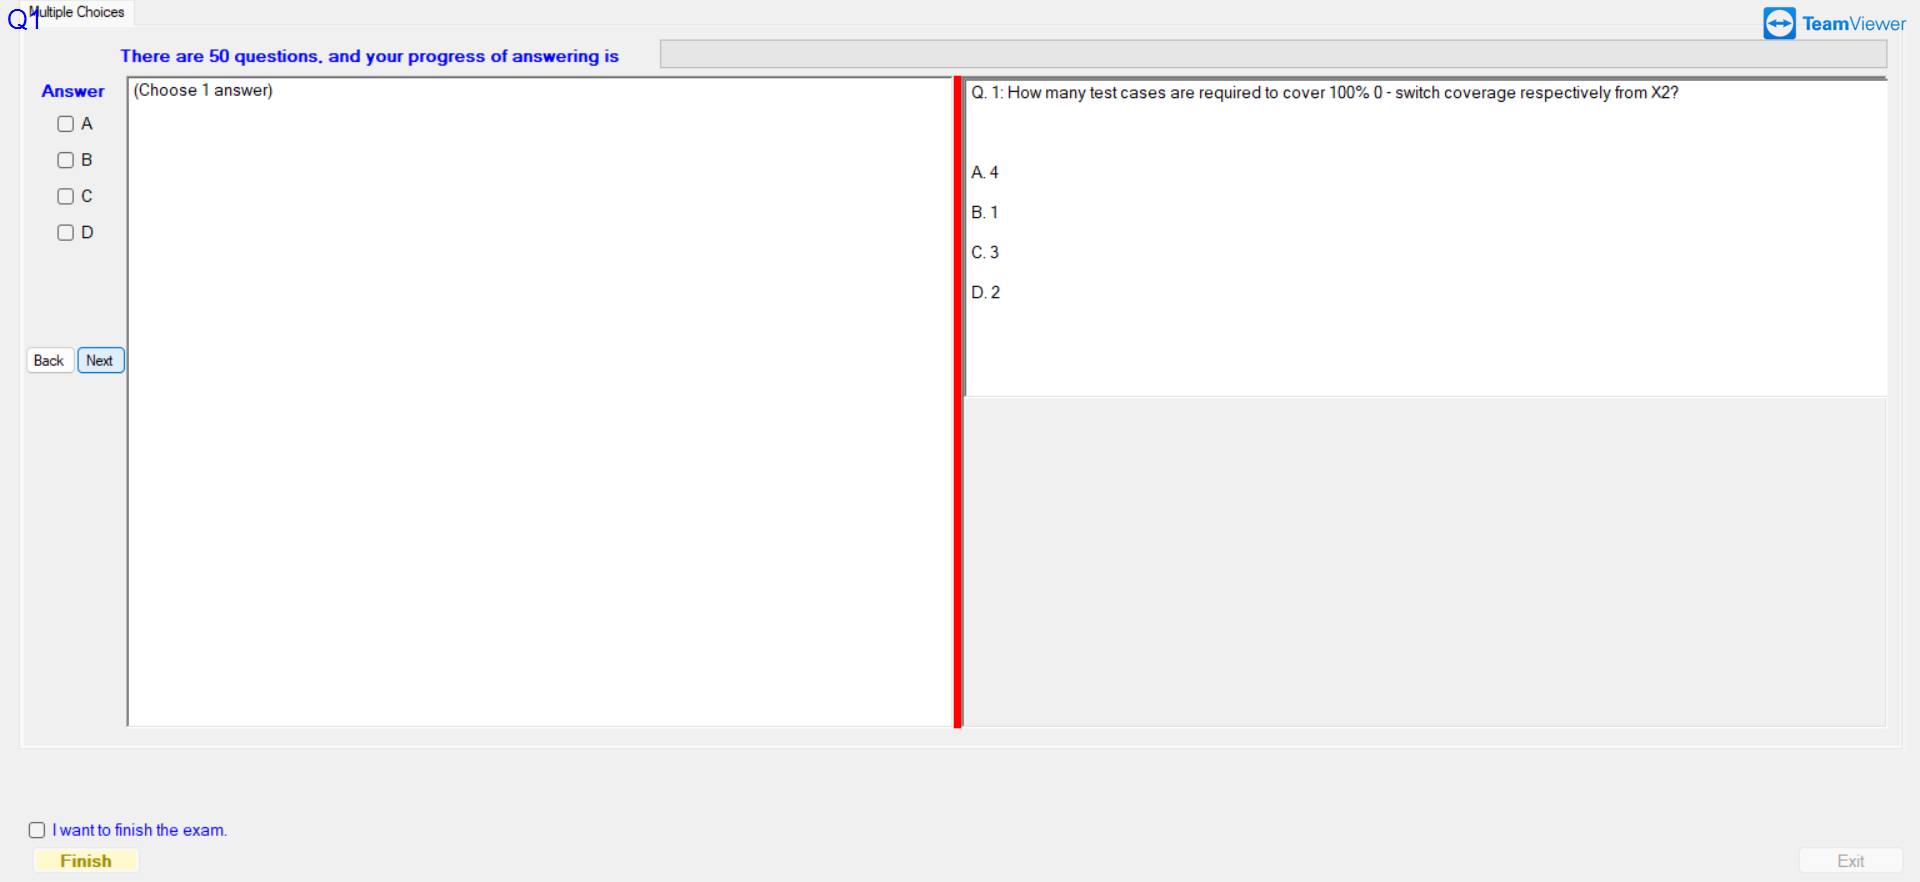 Q1
Multiple Choices
TeamViewer
There are 50 questions, and your progress of answering is
Answer
(Choose 1 answer)
A
B
C
D
Back
Next
Q. 1: How many test cases are required to cover 100% 0 - switch coverage respectively from X2?
A. 4
B. 1
C. 3
D. 2
I want to finish the exam.
Finish
Exit